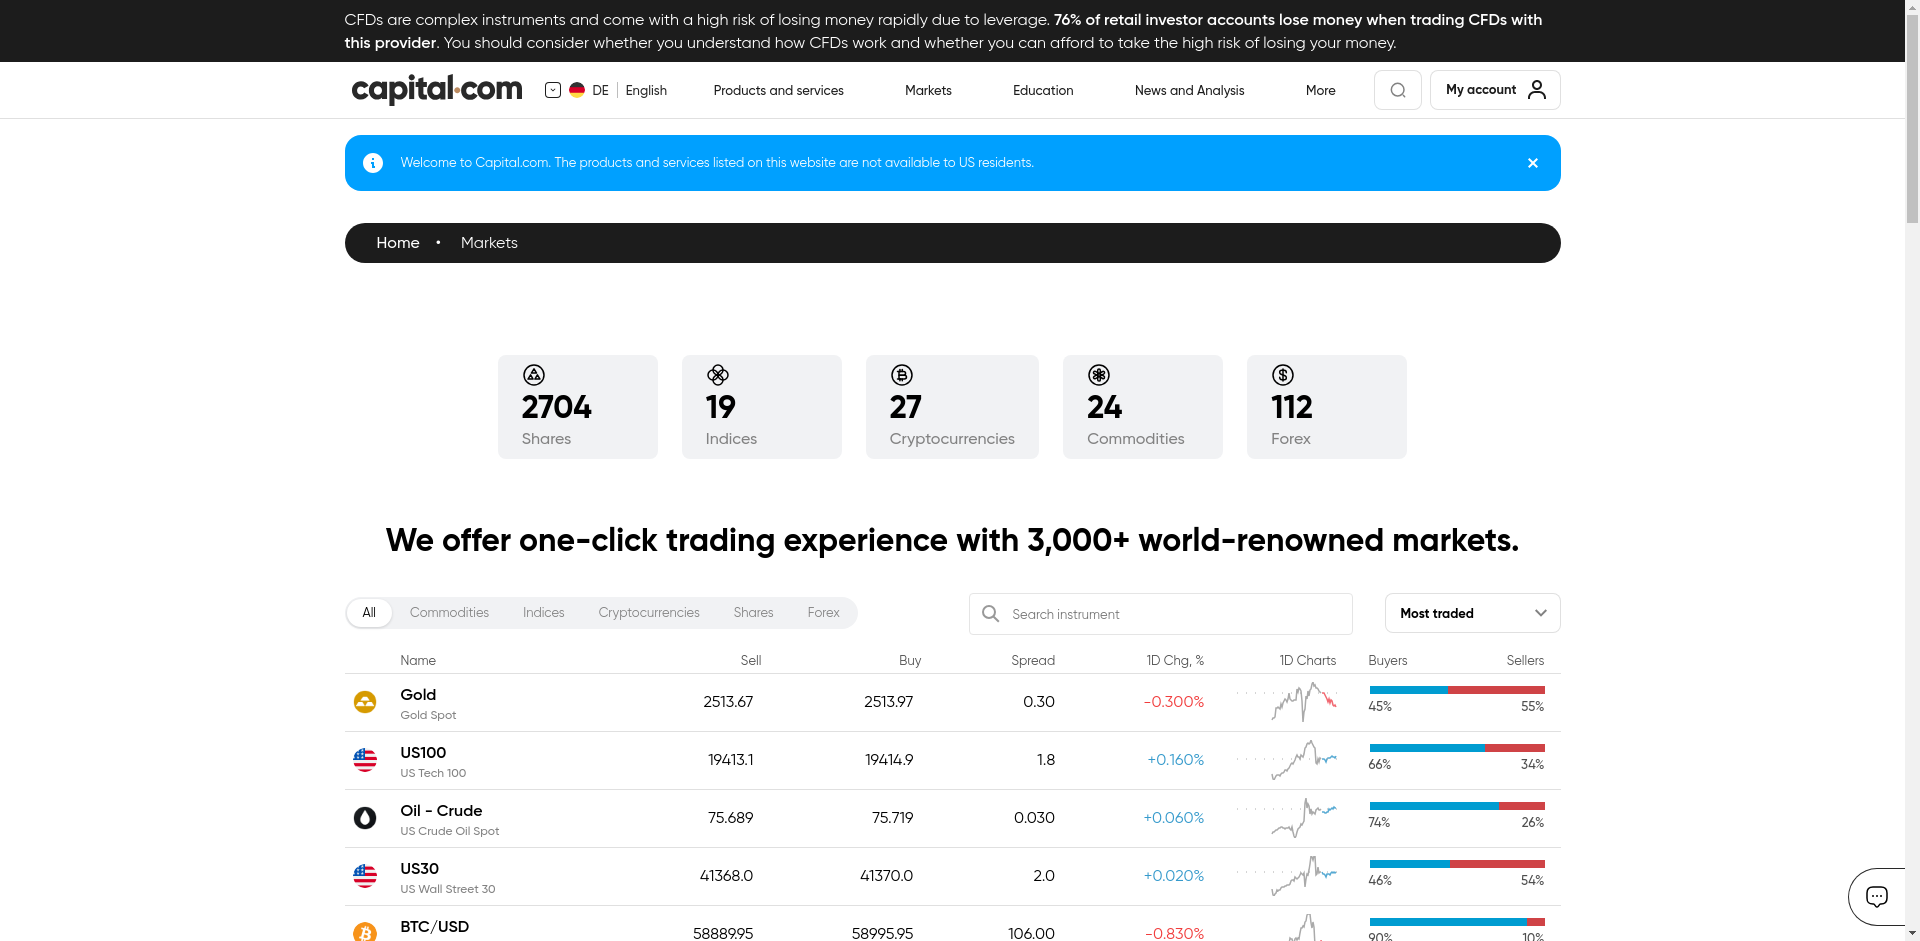 CFDs are complex instruments and come with a high risk of losing money rapidly due to leverage. 76% of retail investor accounts lose money when trading CFDs with
this provider. You should consider whether you understand how CFDs work and whether you can afford to take the high risk of losing your money.
capital.com DE English Products and services Markets Education News and Analysis More My account
Welcome to Capital.com. The products and services listed on this website are not available to US residents.
Home • Markets
2704 19 27 24 112
Shares Indices Cryptocurrencies Commodities Forex
We offer one-click trading experience with 3,000+ world-renowned markets.
All Commodities Indices Cryptocurrencies Shares Forex Search instrument Most traded
Name Sell Buy Spread 1D Chg, % 1D Charts Buyers Sellers
Gold
Gold Spot
2513.67 2513.97 0.30 -0.300% 45% 55%
US100
US Tech 100
19413.1 19414.9 1.8 +0.160% 66% 34%
Oil - Crude
US Crude Oil Spot
75.689 75.719 0.030 +0.060% 74% 26%
US30
US Wall Street 30
41368.0 41370.0 2.0 +0.020% 46% 54%
BTC/USD
58889.95 58995.95 106.00 -0.830% 90% 10%